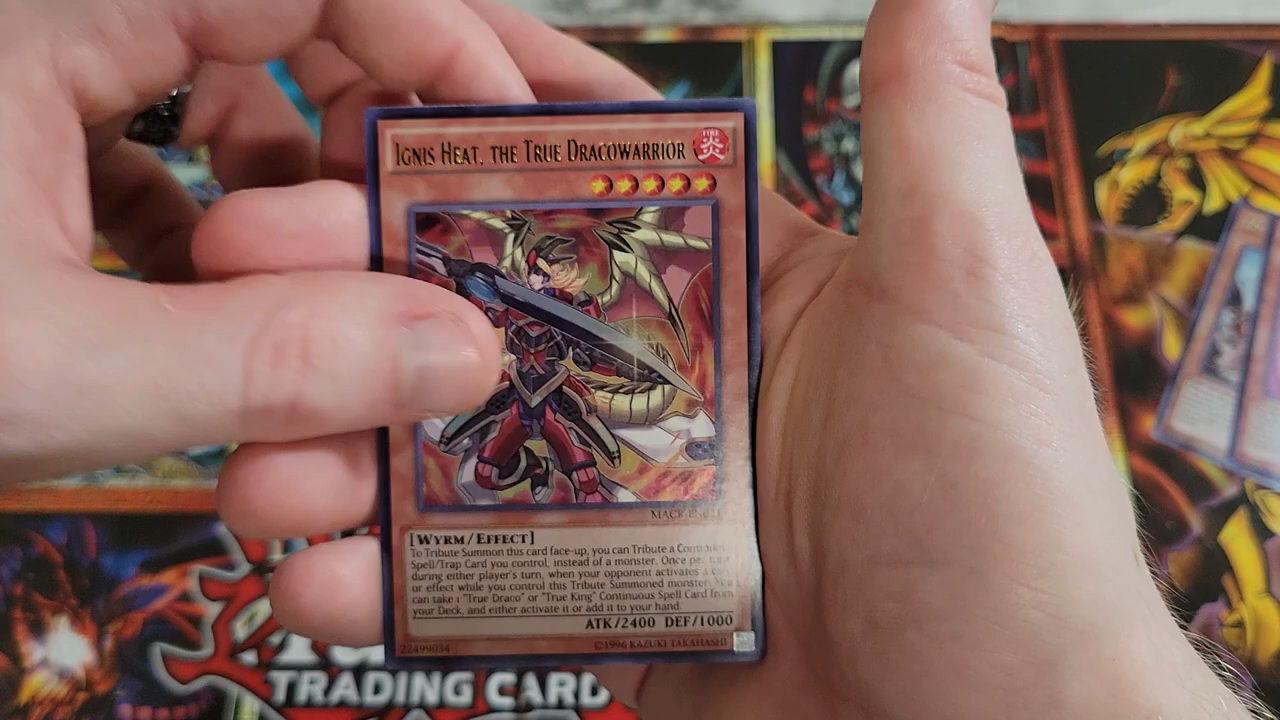 IGNIS HEAT, THE TRUE DRACOWARRIOR
FIRE
炎
[WYRM/EFFECT]
To Tribute Summon this card face-up, you can Tribute a Continuous
Spell/Trap Card you control, instead of a monster. Once per turn,
during either player's turn, when your opponent activates a card
or effect while you control this Tribute Summoned monster: You
can take 1 "True Draco" or "True King" Continuous Spell Card from
your Deck, and either activate it or add it to your hand.
ATK/2400 DEF/1000
©1996 KAZUKI TAKAHASHI
TRADING CARD